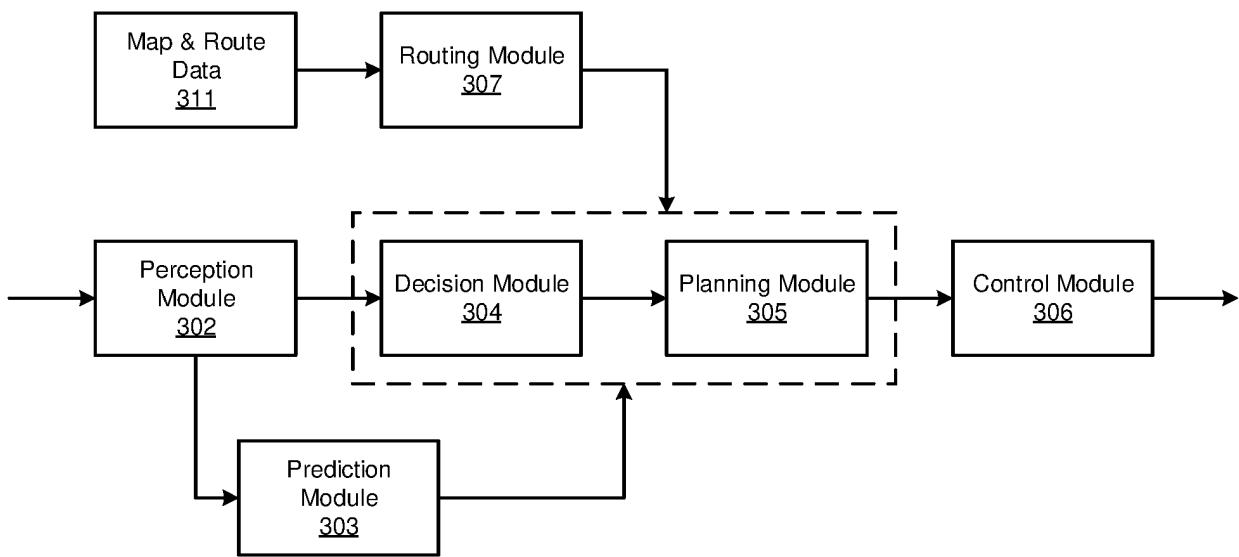 Map & Route
Data
311
Routing Module
307
Perception
Module
302
Decision Module
304
Planning Module
305
Control Module
306
Prediction
Module
303